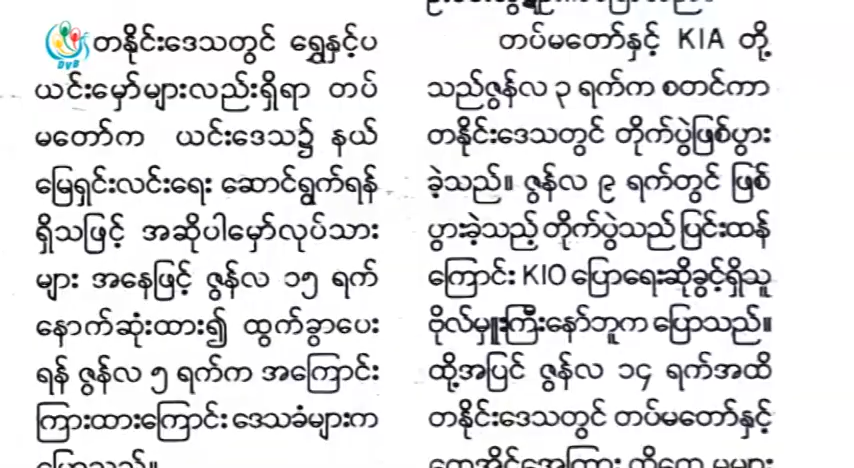 DVB
တနိုင်းဒေသတွင် ရွှေနှင့်ပ
ယင်းမှော်များလည်းရှိရာ တပ်
မတော်က ယင်းဒေသ၌ နယ်
မြေရှင်းလင်းရေး ဆောင်ရွက်ရန်
ရှိသဖြင့် အဆိုပါမှော်လုပ်သား
များ အနေဖြင့် ဇွန်လ ၁၅ ရက်
နောက်ဆုံးထား၍ ထွက်ခွာပေး
ရန် ဇွန်လ ၅ ရက်က အကြောင်း
ကြားထားကြောင်း ဒေသခံများက
ပြောသည်။
တပ်မတော်နှင့် KIA တို့
သည်ဇွန်လ ၃ ရက်က စတင်ကာ
တနိုင်းဒေသတွင် တိုက်ပွဲဖြစ်ပွား
ခဲ့သည်။ ဇွန်လ ၉ ရက်တွင် ဖြစ်
ပွားခဲ့သည့် တိုက်ပွဲသည် ပြင်းထန်
ကြောင်း KIO ပြောရေးဆိုခွင့်ရှိသူ
ဗိုလ်မှူးကြီးနော်ဘူက ပြောသည်။
ထို့အပြင် ဇွန်လ ၁၄ ရက်အထိ
တနိုင်းဒေသတွင် တပ်မတော်နှင့်